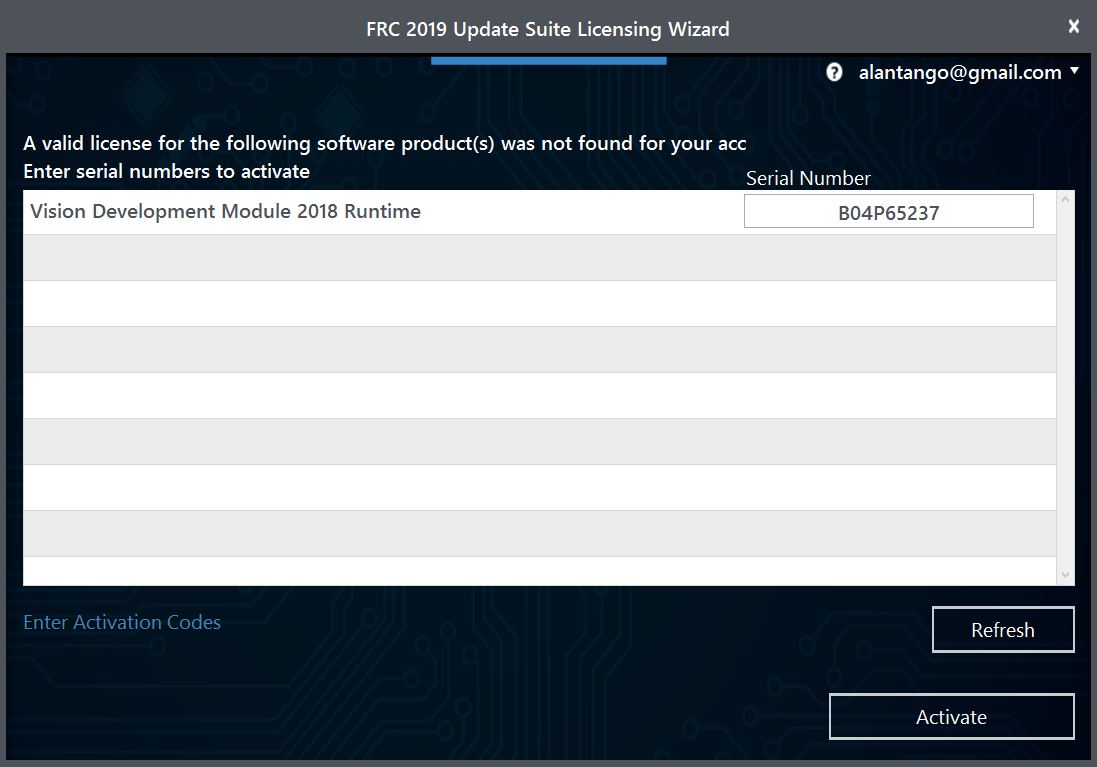 FRC 2019 Update Suite Licensing Wizard
x
? alantango@gmail.com
A valid license for the following software product(s) was not found for your acc
Enter serial numbers to activate
Serial Number
Vision Development Module 2018 Runtime
B04P65237
Enter Activation Codes
Refresh
Activate